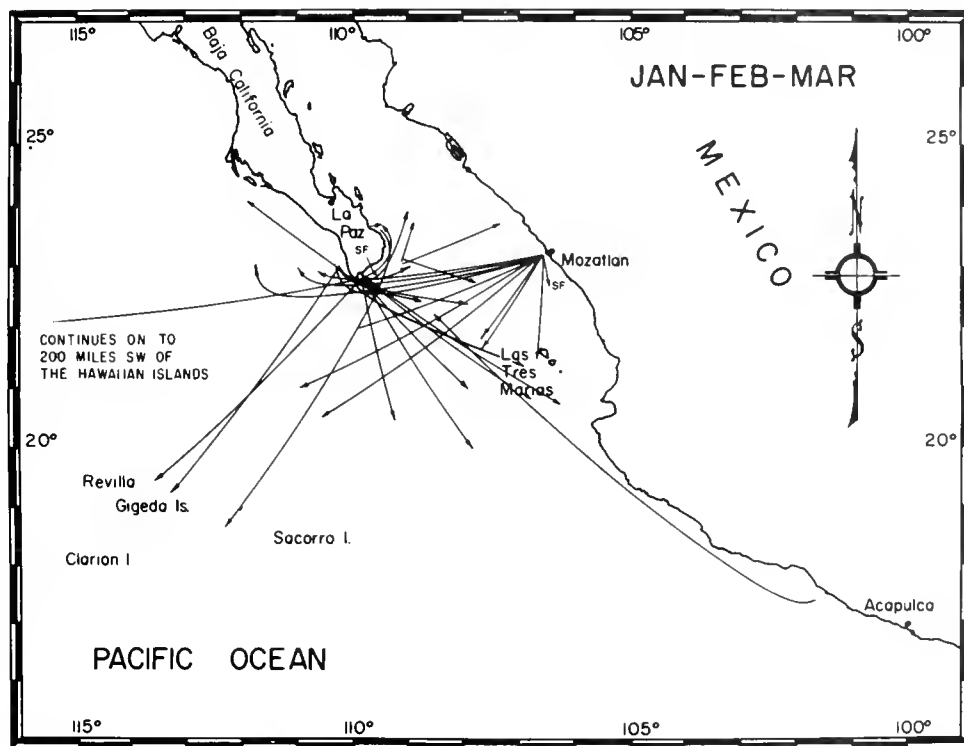 115°
110°
105°
100°
JAN-FEB-MAR
Baja
California
25°
25°
MEXICO
N
La
Paz
SF
Mozatlan
SF
CONTINUES ON TO
200 MILES SW OF
THE HAWAIIAN ISLANDS
Las
Tres
Marias
S
20°
20°
Revilla
Gigeda Is.
Socorro I.
Clarion I
Acapulca
PACIFIC OCEAN
115°
110°
105°
100°